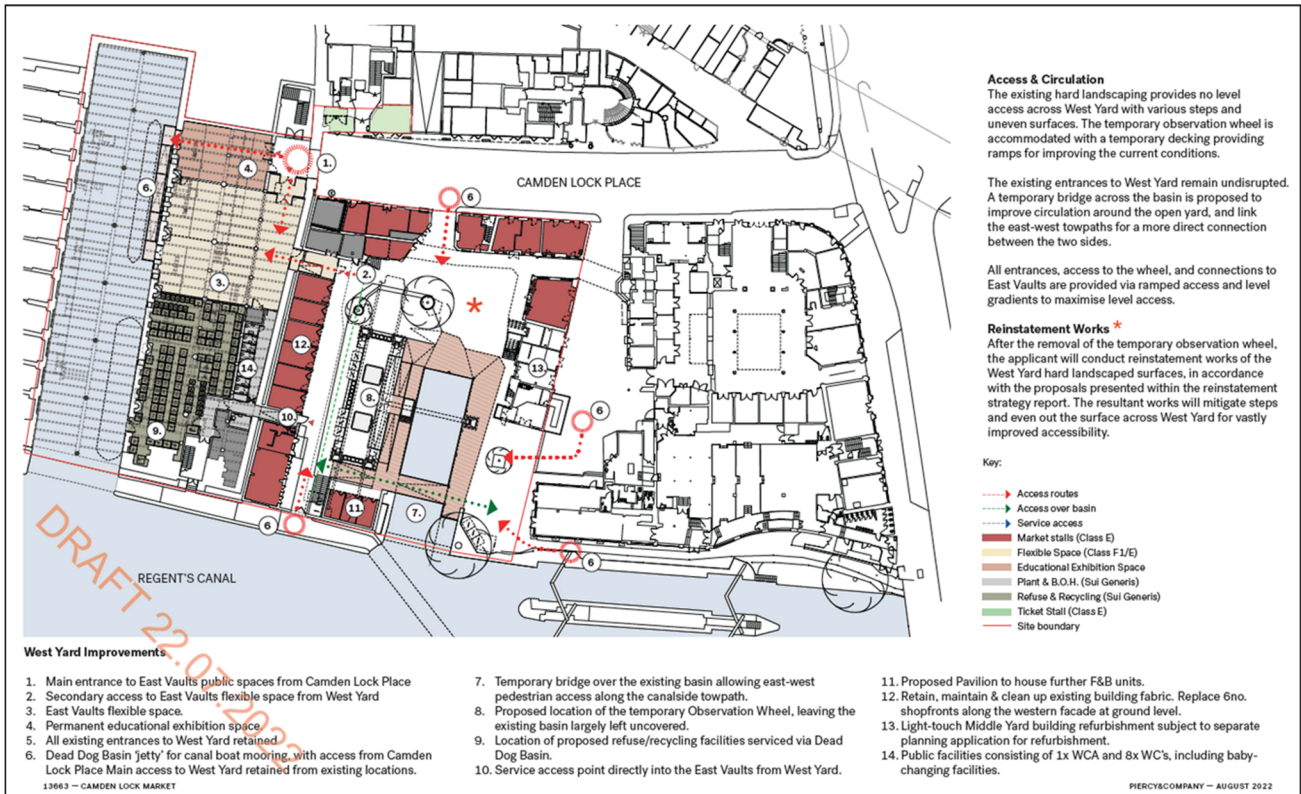 Access & Circulation
The existing hard landscaping provides no level
access across West Yard with various steps and
uneven surfaces. The temporary observation wheel is
accommodated with a temporary decking providing
ramps for improving the current conditions.
The existing entrances to West Yard remain undisrupted.
A temporary bridge across the basin is proposed to
improve circulation around the open yard, and link
the east-west towpaths for a more direct connection
between the two sides.
All entrances, access to the wheel, and connections to
East Vaults are provided via ramped access and level
gradients to maximise level access.
Reinstatement Works *
After the removal of the temporary observation wheel,
the applicant will conduct reinstatement works of the
West Yard hard landscaped surfaces, in accordance
with the proposals presented within the reinstatement
strategy report. The resultant works will mitigate steps
and even out the surface across West Yard for vastly
improved accessibility.
Key:
Access routes
Access over basin
Service access
Market stalls (Class E)
Flexible Space (Class F1/E)
Educational Exhibition Space
Plant & B.O.H. (Sui Generis)
Refuse & Recycling (Sui Generis)
Ticket Stall (Class E)
Site boundary
1.
4.
6.
CAMDEN LOCK PLACE
6
2.
3.
*
12.
13.
14.
8.
10.
6
9.
11.
7.
6
6
REGENT'S CANAL
DRAFT 22.07.2022
West Yard Improvements
1. Main entrance to East Vaults public spaces from Camden Lock Place
2. Secondary access to East Vaults flexible space from West Yard
3. East Vaults flexible space.
4. Permanent educational exhibition space
5. All existing entrances to West Yard retained
6. Dead Dog Basin 'jetty' for canal boat mooring, with access from Camden
Lock Place Main access to West Yard retained from existing locations.
7. Temporary bridge over the existing basin allowing east-west
pedestrian access along the canalside towpath.
8. Proposed location of the temporary Observation Wheel, leaving the
existing basin largely left uncovered.
9. Location of proposed refuse/recycling facilities serviced via Dead
Dog Basin.
10. Service access point directly into the East Vaults from West Yard.
11. Proposed Pavilion to house further F&B units.
12. Retain, maintain & clean up existing building fabric. Replace 6no.
shopfronts along the western facade at ground level.
13. Light-touch Middle Yard building refurbishment subject to separate
planning application for refurbishment.
14. Public facilities consisting of 1x WCA and 8x WC's, including baby-
changing facilities.
13663 — CAMDEN LOCK MARKET
PIERCY&COMPANY — AUGUST 2022